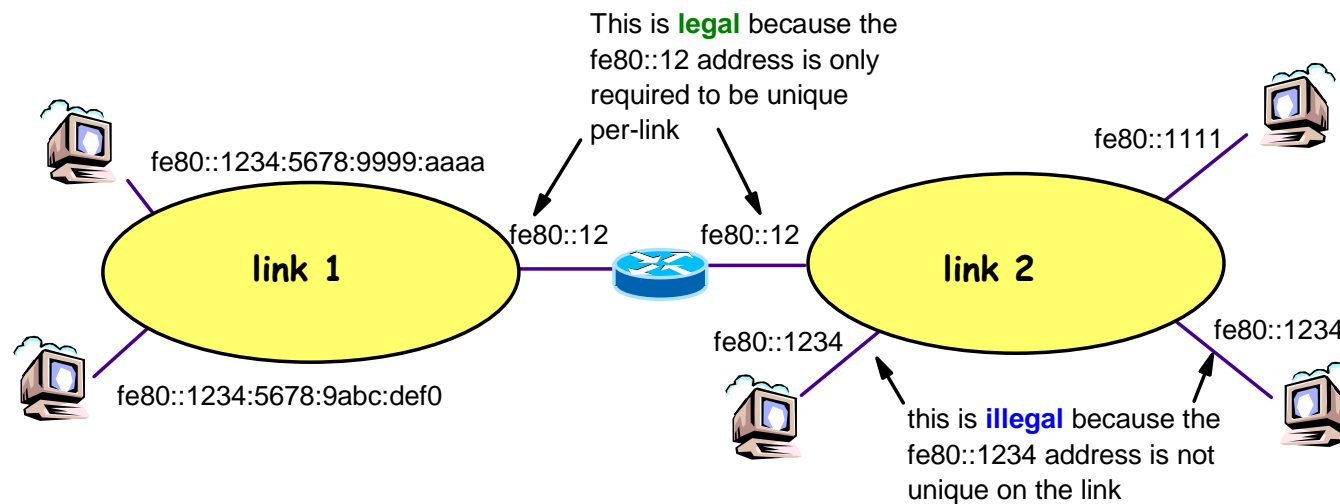 This is legal because the
fe80::12 address is only
required to be unique
per-link
fe80::1234:5678:9999:aaaa
fe80::1111
fe80::12
fe80::12
link 1
link 2
fe80::1234
fe80::1234
fe80::1234:5678:9abc:def0
this is illegal because the
fe80::1234 address is not
unique on the link